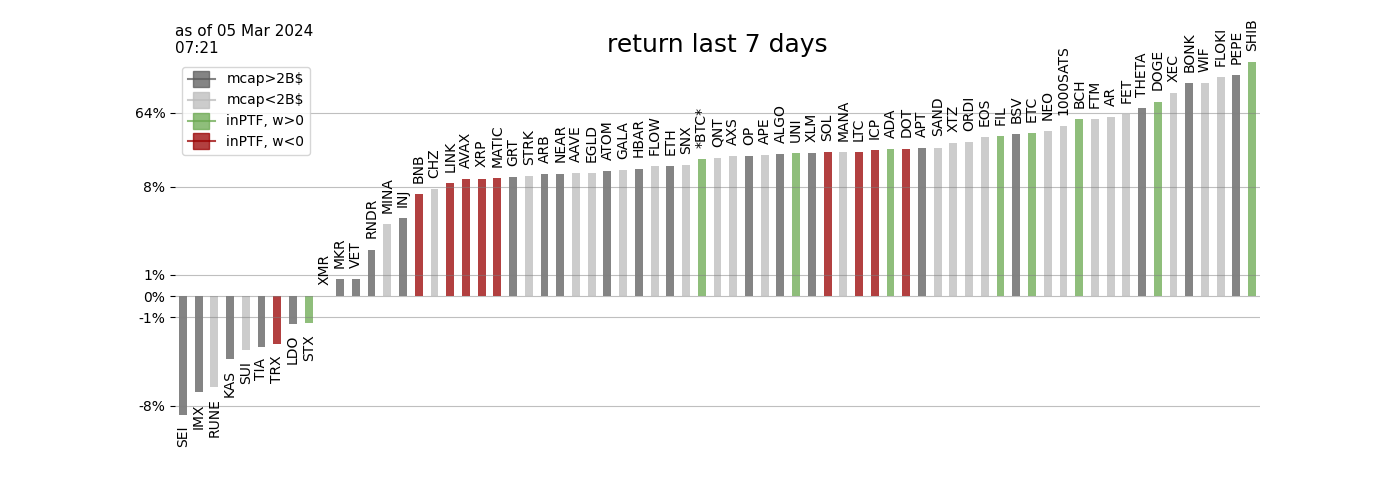 as of 05 Mar 2024
07:21
return last 7 days
mcap>2B$
mcap<2B$
inPTF, w>0
inPTF, w<0
64%
8%
1%
0%
-1%
-8%
SEI
IMX
RUNE
KAS
SUI
TIA
TRX
LDO
STX
XMR
MKR
VET
RNDR
MINA
INJ
BNB
CHZ
LINK
AVAX
XRP
MATIC
GRT
STRK
ARB
NEAR
AAVE
EGLD
ATOM
GALA
HBAR
FLOW
ETH
SNX
*BTC*
QNT
AXS
OP
APE
ALGO
UNI
XLM
SOL
MANA
LTC
ICP
ADA
DOT
APT
SAND
XTZ
ORDI
EOS
FIL
BSV
ETC
NEO
1000SATS
BCH
FTM
AR
FET
THETA
DOGE
XEC
BONK
WIF
FLOKI
PEPE
SHIB